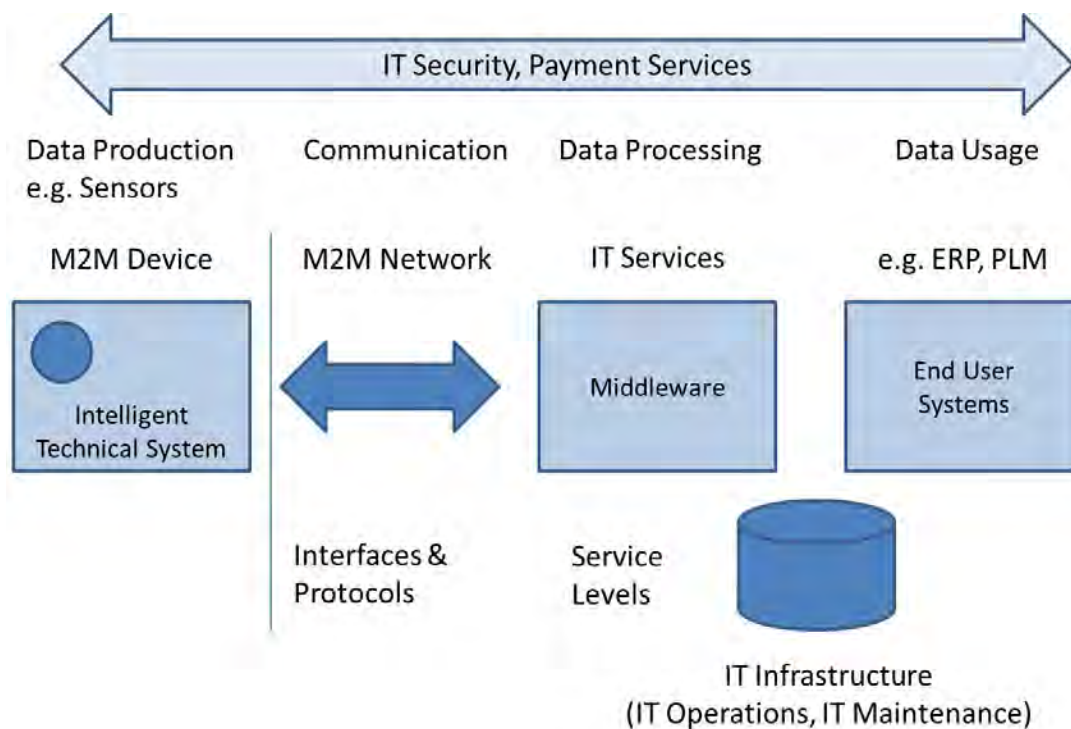 IT Security, Payment Services
Data Production
e.g. Sensors
Communication
Data Processing
Data Usage
M2M Device
M2M Network
IT Services
e.g. ERP, PLM
Intelligent
Technical System
Middleware
End User
Systems
Interfaces &
Protocols
Service
Levels
IT Infrastructure
(IT Operations, IT Maintenance)